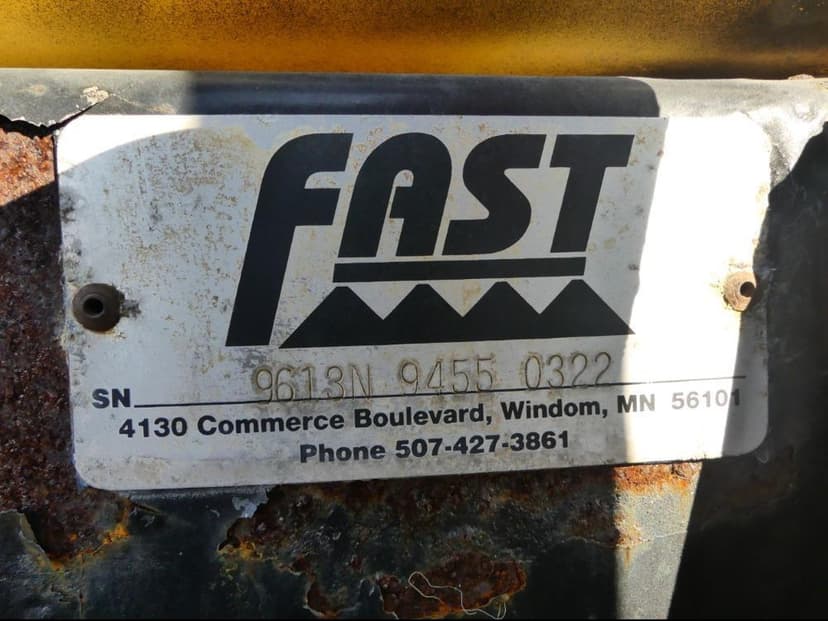 FAST
SN 9613N 9455 0322
4130 Commerce Boulevard, Windom, MN 56101
Phone 507-427-3861